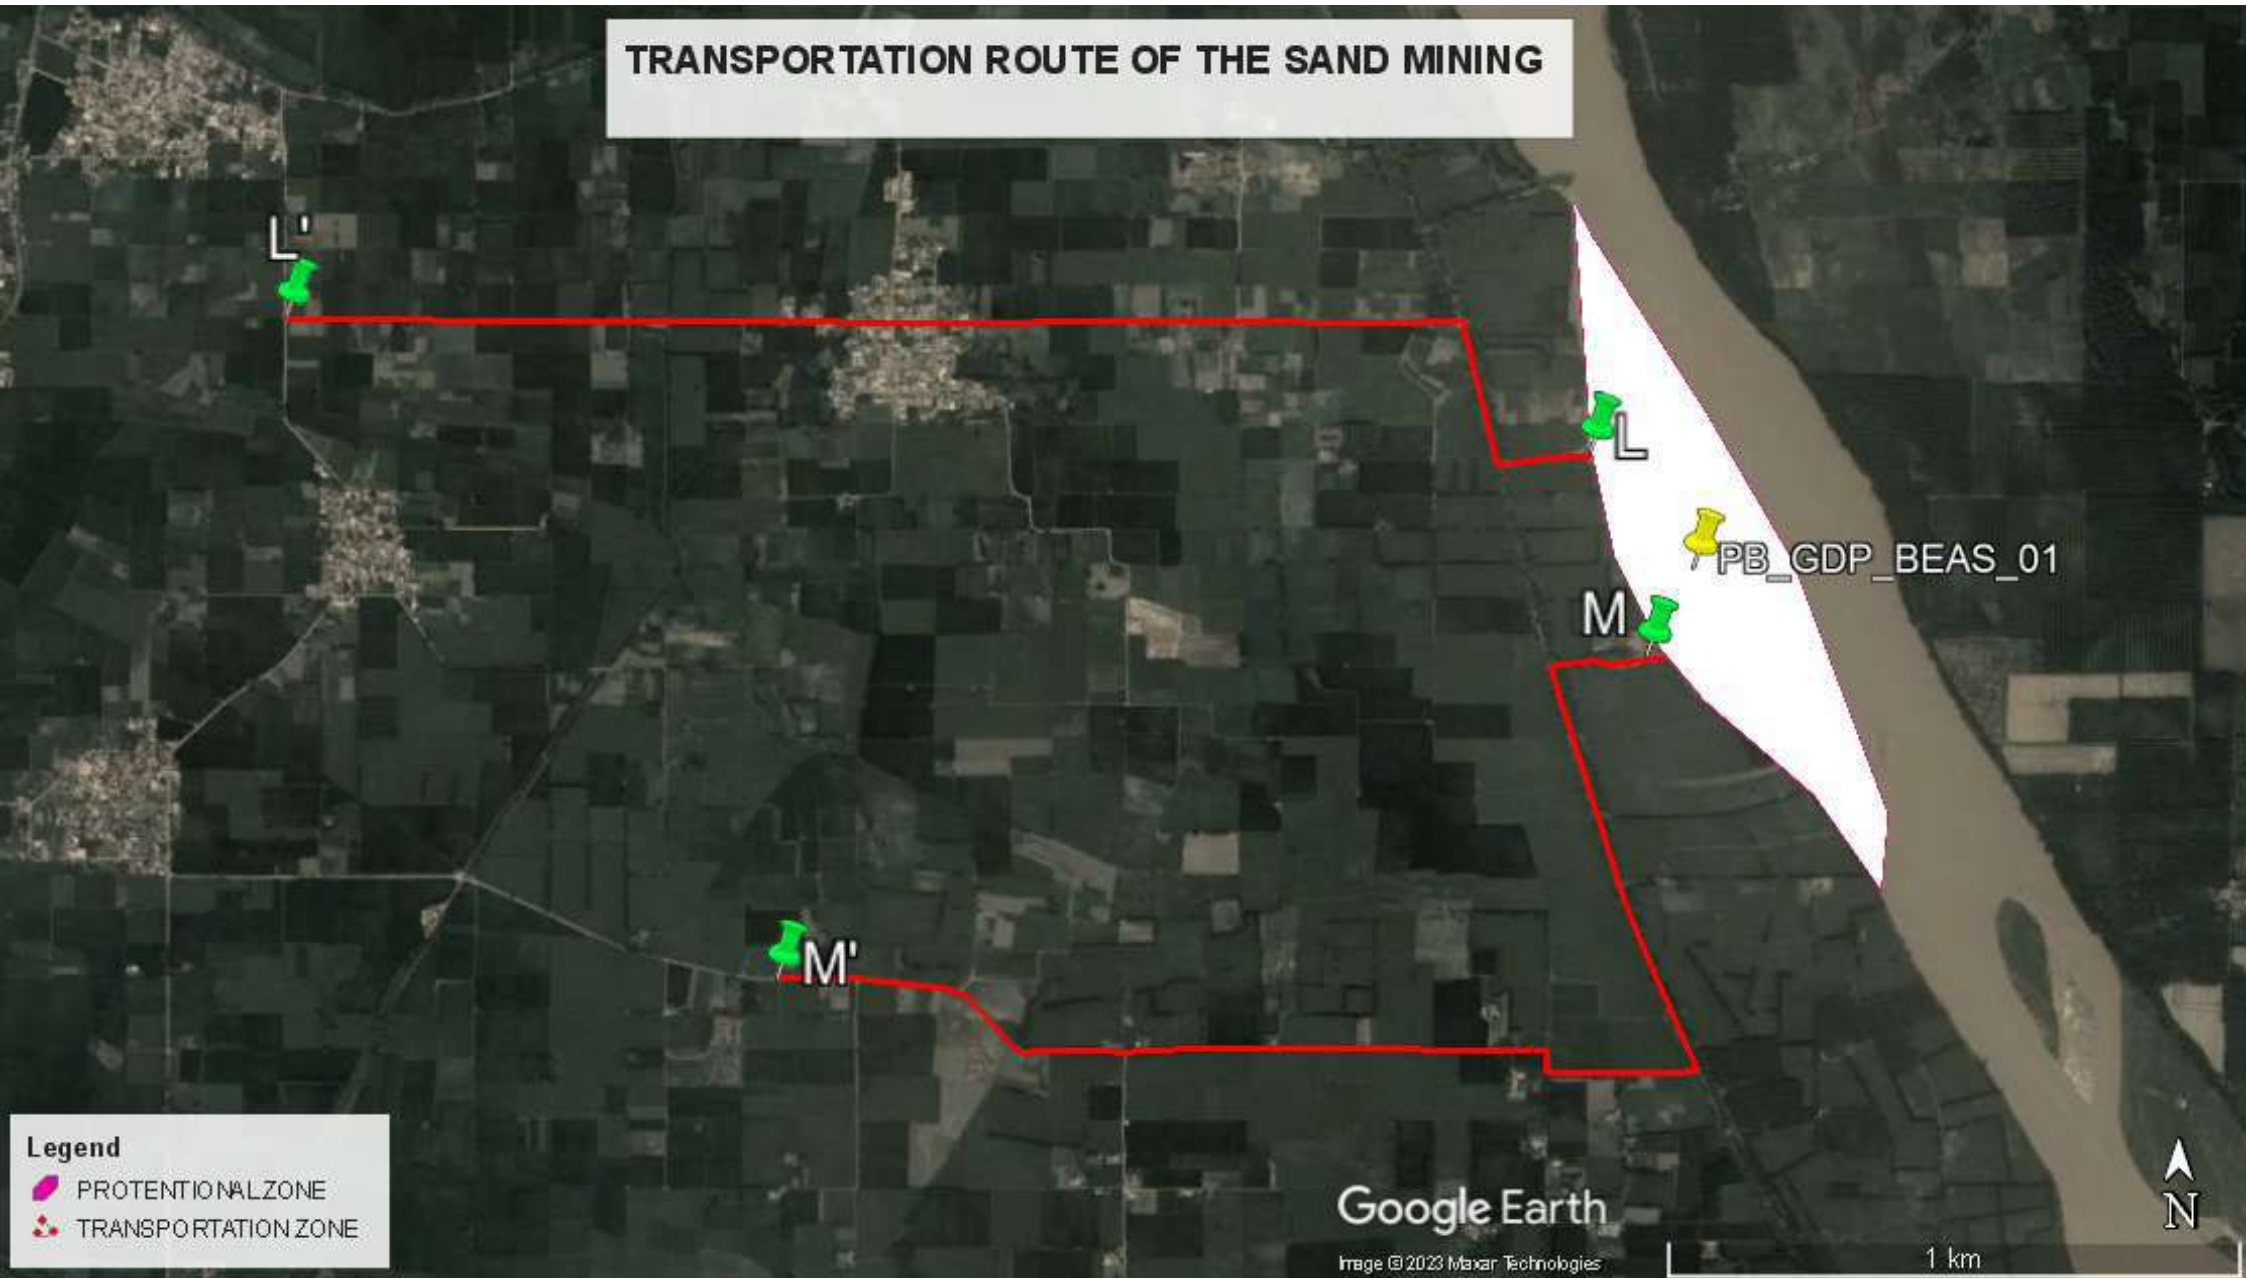 TRANSPORTATION ROUTE OF THE SAND MINING
L'
L
PB_GDP_BEAS_01
M
M'
Legend
PROTENTIONALZONE
TRANSPORTATION ZONE
Google Earth
Image © 2023 Maxar Technologies
N
1 km